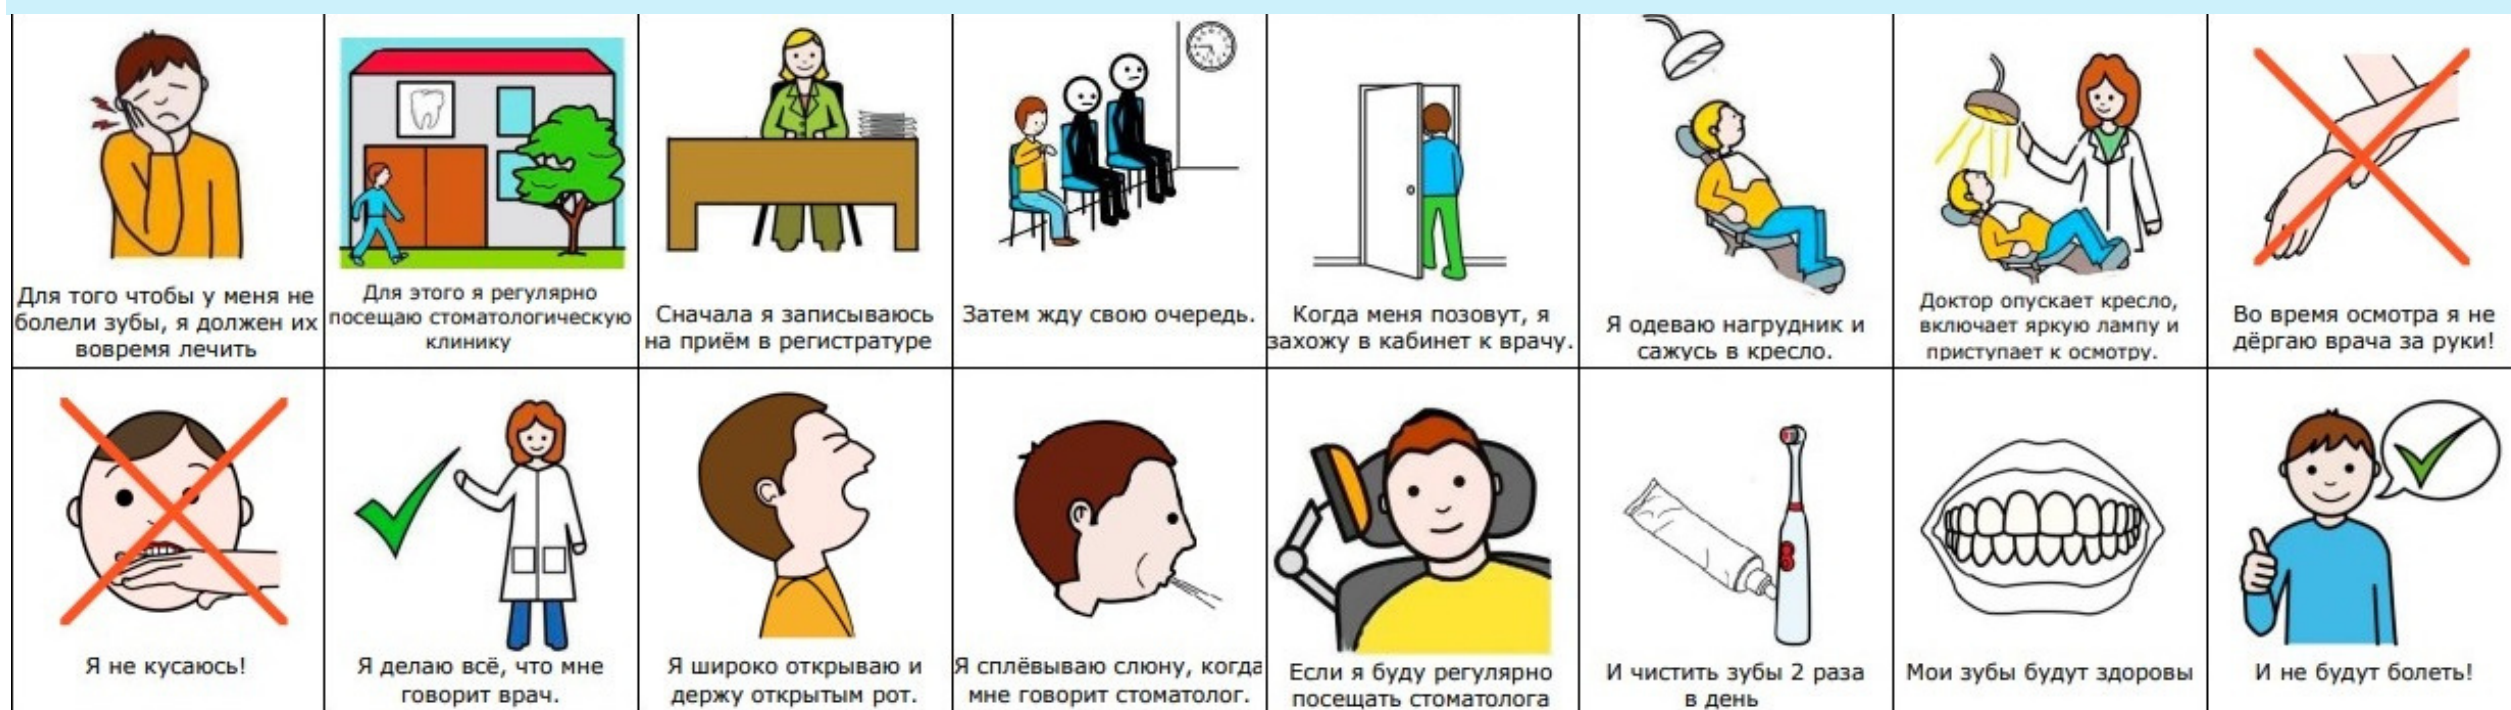 Для того чтобы у меня не
болели зубы, я должен их
вовремя лечить
Для этого я регулярно
посещаю стоматологическую
клинику
Сначала я записываюсь
на приём в регистратуре
Затем жду свою очередь.
Когда меня позовут, я
захожу в кабинет к врачу.
Я одеваю нагрудник и
сажусь в кресло.
Доктор опускает кресло,
включает яркую лампу и
приступает к осмотру.
Во время осмотра я не
дёргаю врача за руки!
Я не кусаюсь!
Я делаю всё, что мне
говорит врач.
Я широко открываю и
держу открытым рот.
Я сплёвываю слюну, когда
мне говорит стоматолог.
Если я буду регулярно
посещать стоматолога
И чистить зубы 2 раза
в день
Мои зубы будут здоровы
И не будут болеть!